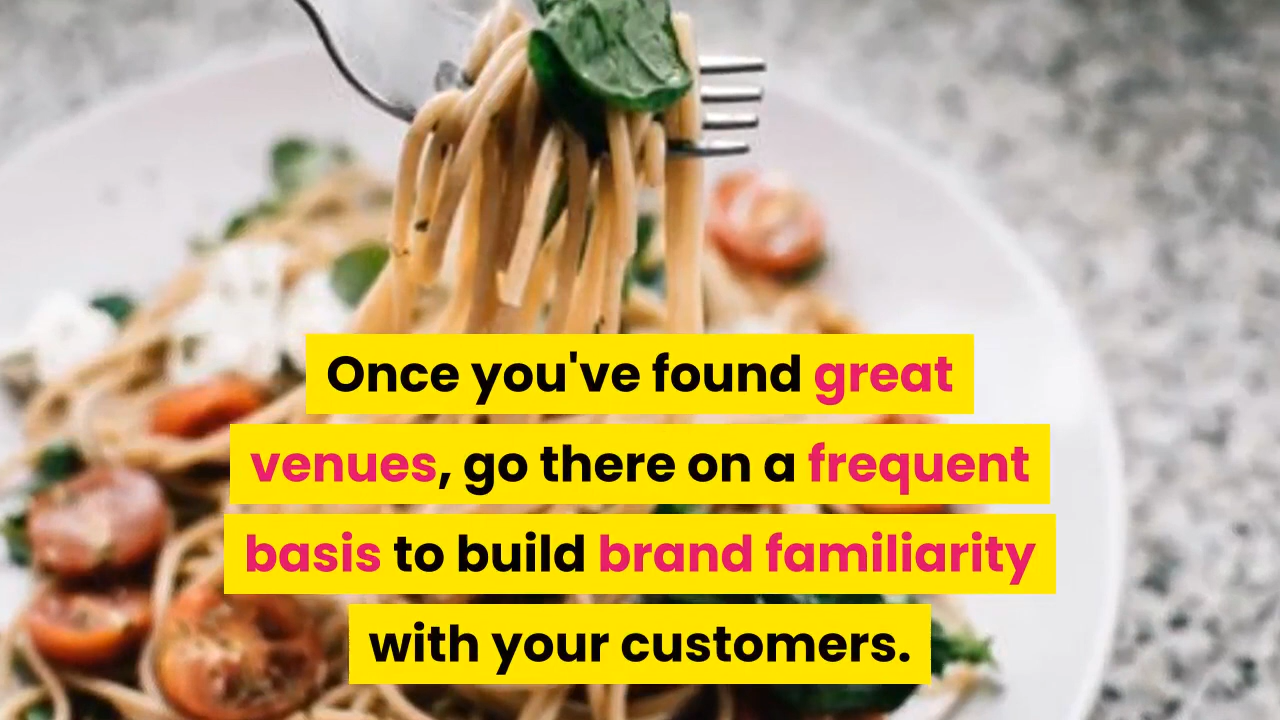 Once you've found great
venues, go there on a frequent
basis to build brand familiarity
with your customers.